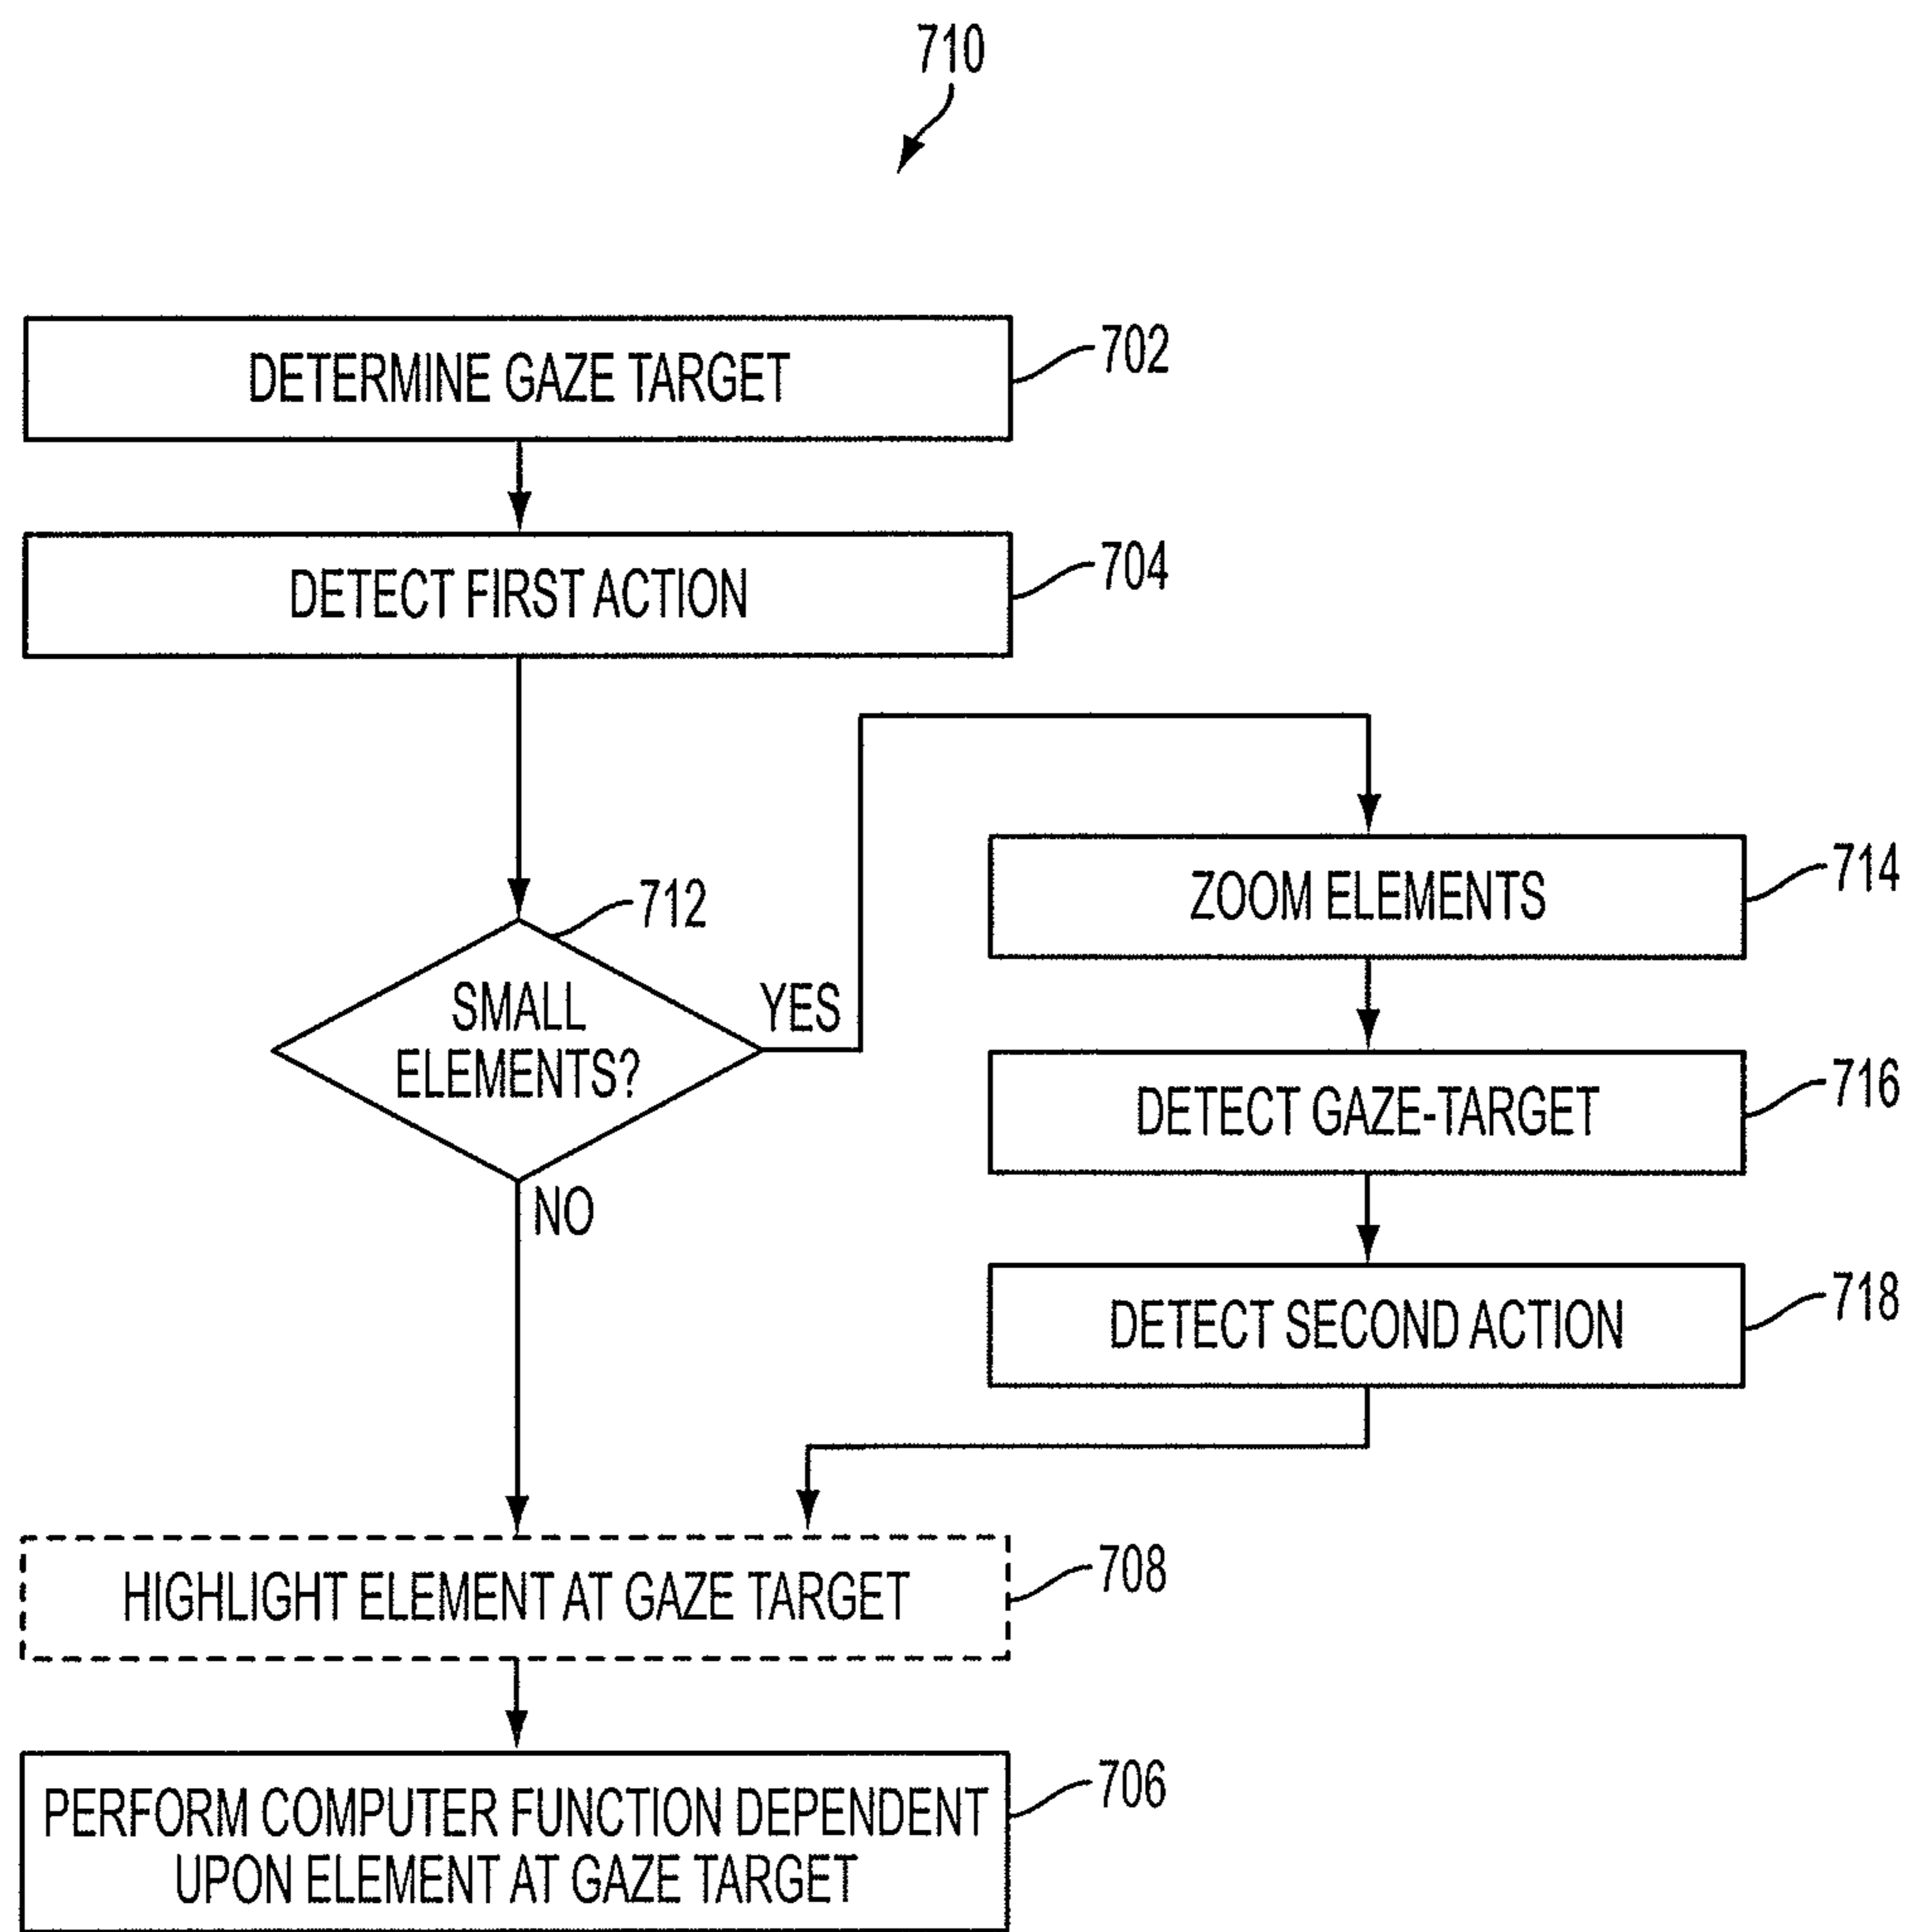 710
DETERMINE GAZE TARGET
702
DETECT FIRST ACTION
704
712
SMALL
ELEMENTS?
YES
NO
ZOOM ELEMENTS
714
DETECT GAZE-TARGET
716
DETECT SECOND ACTION
718
HIGHLIGHT ELEMENT AT GAZE TARGET
708
PERFORM COMPUTER FUNCTION DEPENDENT
UPON ELEMENT AT GAZE TARGET
706